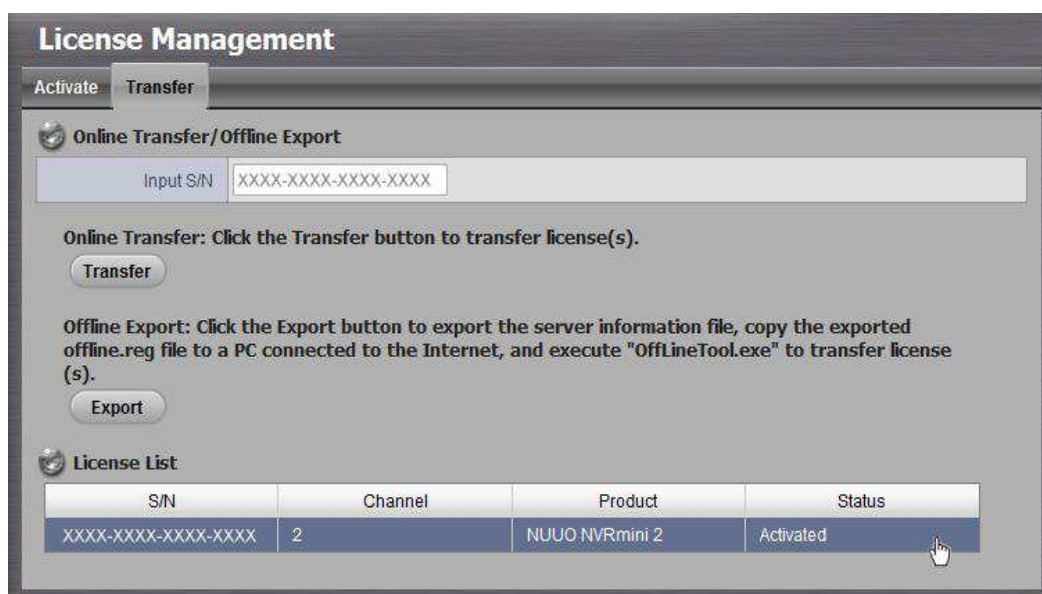 License Management
Activate Transfer
Online Transfer/Offline Export
Input S/N XXXX-XXXX-XXXX-XXXX
Online Transfer: Click the Transfer button to transfer license(s).
Transfer
Offline Export: Click the Export button to export the server information file, copy the exported
offline.reg file to a PC connected to the Internet, and execute "OffLineTool.exe" to transfer license
(s).
Export
License List
S/N Channel Product Status
XXXX-XXXX-XXXX-XXXX 2 NUUO NVRmini 2 Activated